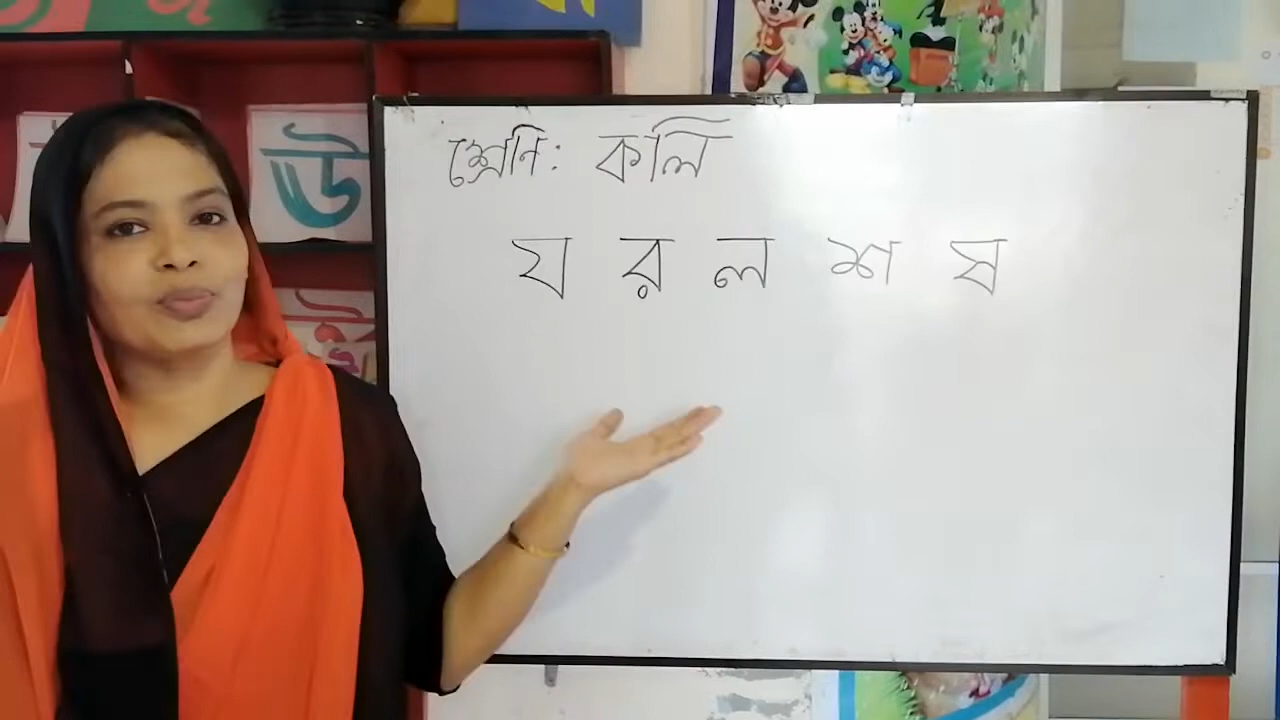 শ্রেণি: কলি
য র ল শ ষ
ঊ